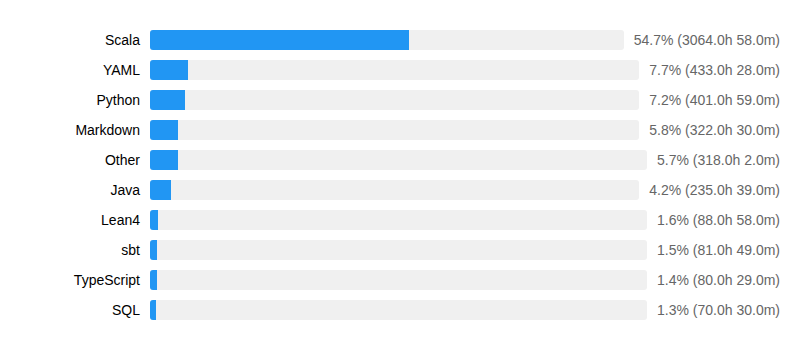 Scala 54.7% (3064.0h 58.0m)
YAML 7.7% (433.0h 28.0m)
Python 7.2% (401.0h 59.0m)
Markdown 5.8% (322.0h 30.0m)
Other 5.7% (318.0h 2.0m)
Java 4.2% (235.0h 39.0m)
Lean4 1.6% (88.0h 58.0m)
sbt 1.5% (81.0h 49.0m)
TypeScript 1.4% (80.0h 29.0m)
SQL 1.3% (70.0h 30.0m)